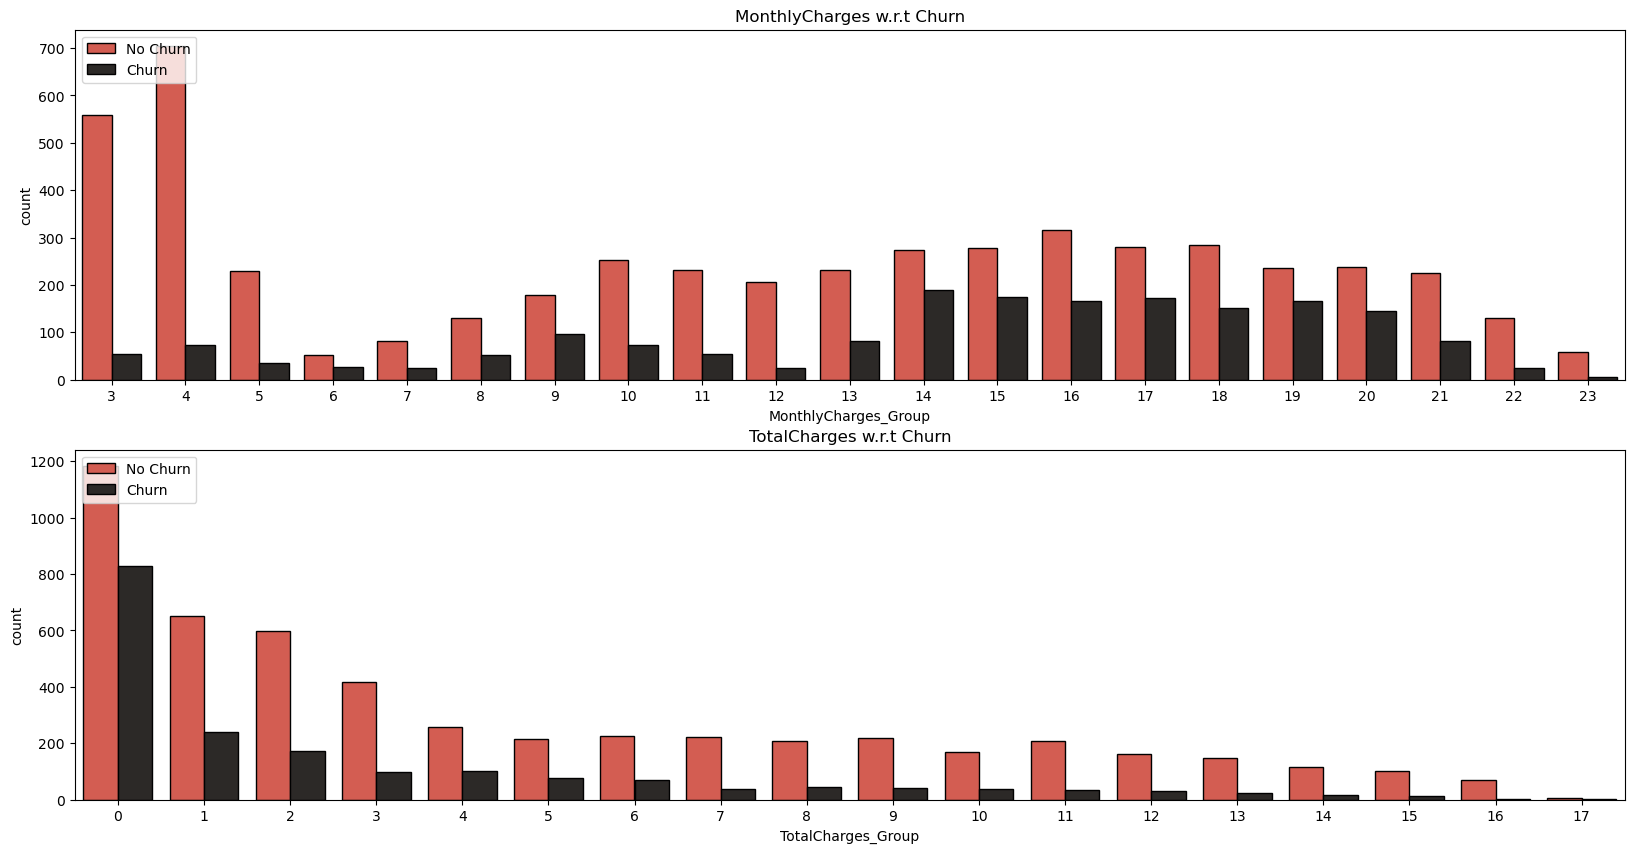 MonthlyCharges w.r.t Churn
No Churn
Churn
700
600
500
400
300
200
100
0
count
3 4 5 6 7 8 9 10 11 12 13 14 15 16 17 18 19 20 21 22 23
MonthlyCharges_Group
TotalCharges w.r.t Churn
No Churn
Churn
1200
1000
800
600
400
200
0
count
0 1 2 3 4 5 6 7 8 9 10 11 12 13 14 15 16 17
TotalCharges_Group